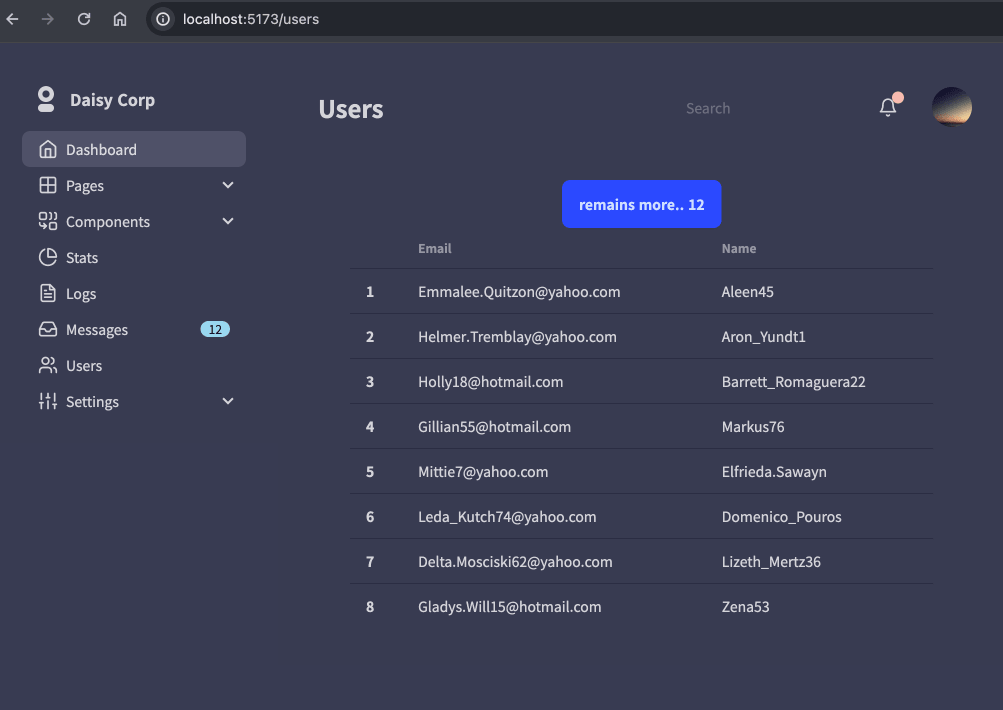 localhost:5173/users
Daisy Corp
Users
Search
Dashboard
Pages
Components
Stats
Logs
Messages 12
Users
Settings
remains more.. 12
Email Name
1 Emmalee.Quitzon@yahoo.com Aleen45
2 Helmer.Tremblay@yahoo.com Aron_Yundt1
3 Holly18@hotmail.com Barrett_Romaguera22
4 Gillian55@hotmail.com Markus76
5 Mittie7@yahoo.com Elfrieda.Sawayn
6 Leda_Kutch74@yahoo.com Domenico_Pouros
7 Delta.Mosciski62@yahoo.com Lizeth_Mertz36
8 Gladys.Will15@hotmail.com Zena53